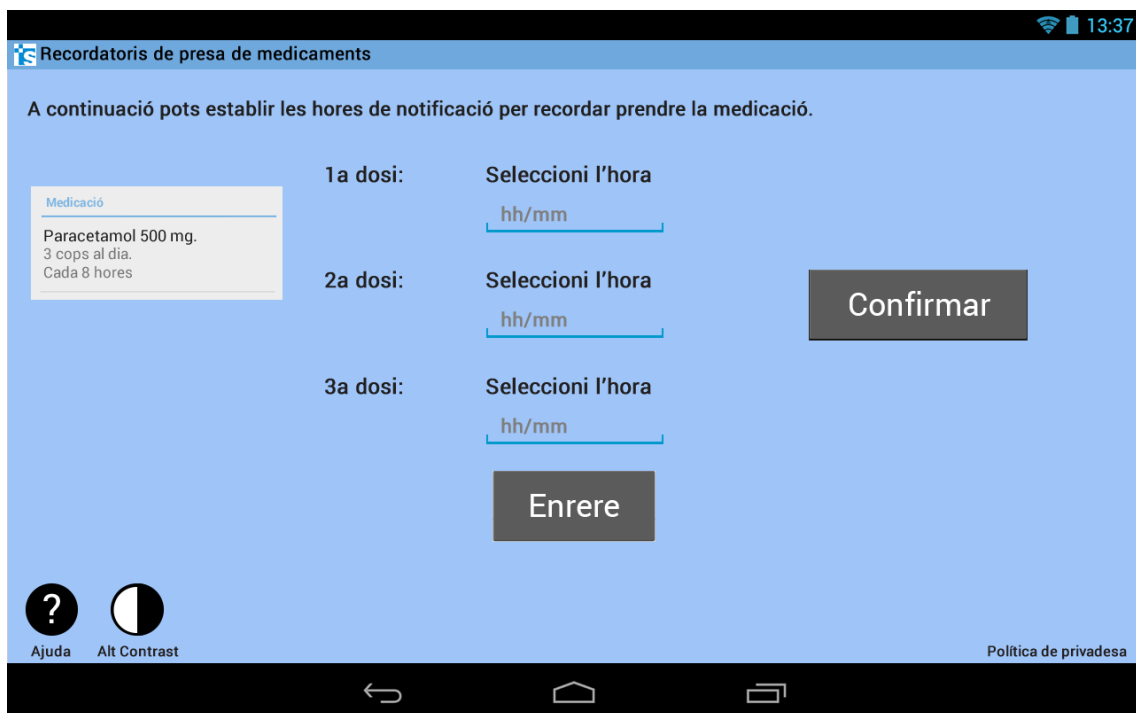 13:37
Recordatoris de presa de medicaments
A continuació pots establir les hores de notificació per recordar prendre la medicació.
Medicació
Paracetamol 500 mg.
3 cops al dia.
Cada 8 hores
1a dosi:
Seleccioni l’hora
hh/mm
2a dosi:
Seleccioni l’hora
hh/mm
3a dosi:
Seleccioni l’hora
hh/mm
Confirmar
Enrere
?
Ajuda
Alt Contrast
Política de privadesa